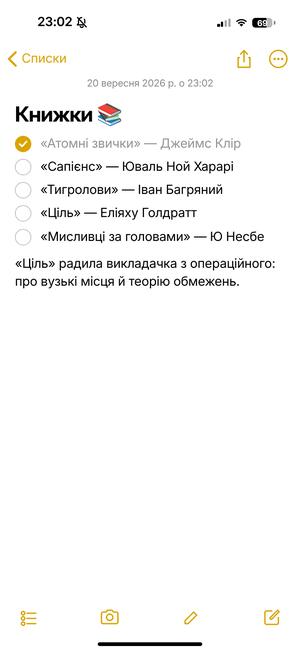 23:02
69
Списки
20 вересня 2026 р. о 23:02
Книжки 📚
«Атомні звички» — Джеймс Клір
«Сапієнс» — Юваль Ной Харарі
«Тигролови» — Іван Багряний
«Ціль» — Еліяху Голдратт
«Мисливці за головами» — Ю Несбе
«Ціль» радила викладачка з операційного:
про вузькі місця й теорію обмежень.